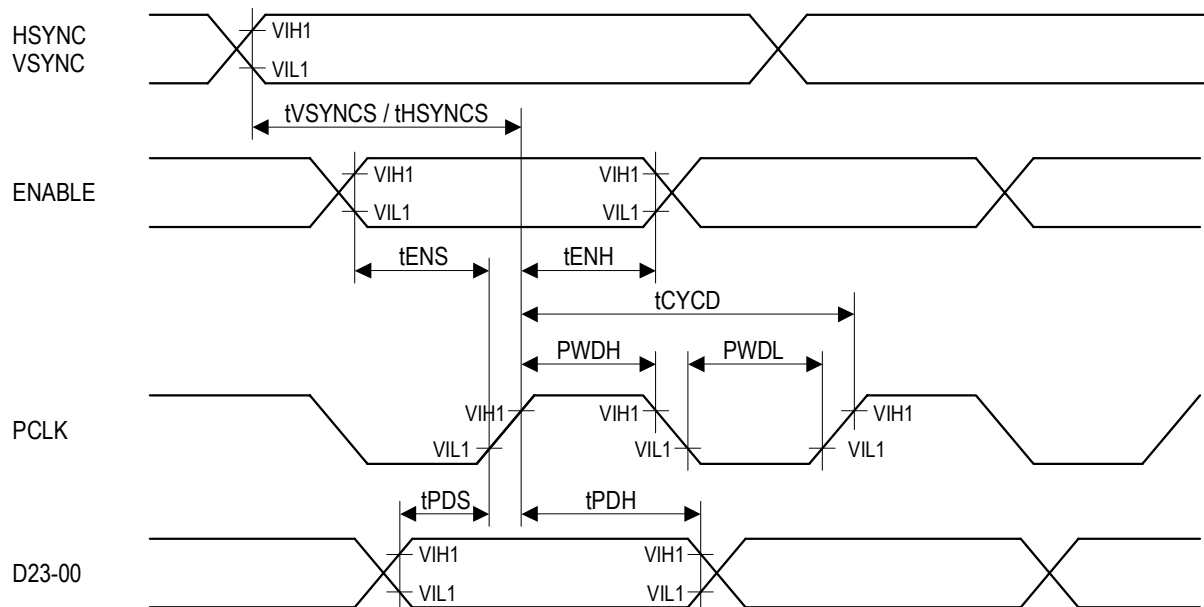 HSYNC
VSYNC
VIH1
VIL1
tVSYNCS / tHSYNCS
ENABLE
VIH1
VIL1
VIH1
VIL1
tENS
tENH
tCYCD
PWDH
PWDL
PCLK
VIH1
VIL1
VIH1
VIL1
VIH1
VIL1
tPDS
tPDH
D23-00
VIH1
VIL1
VIH1
VIL1